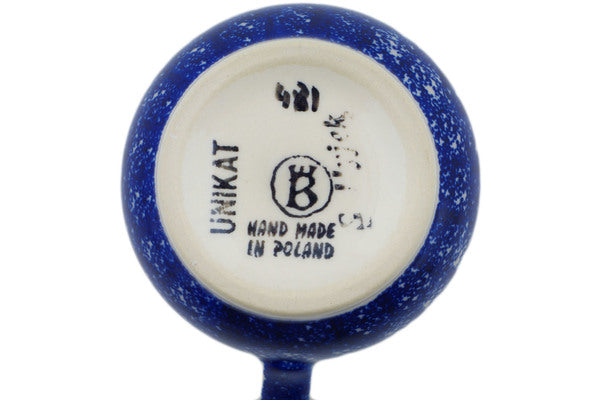 481
UNIKAT
B
HAND MADE
IN POLAND